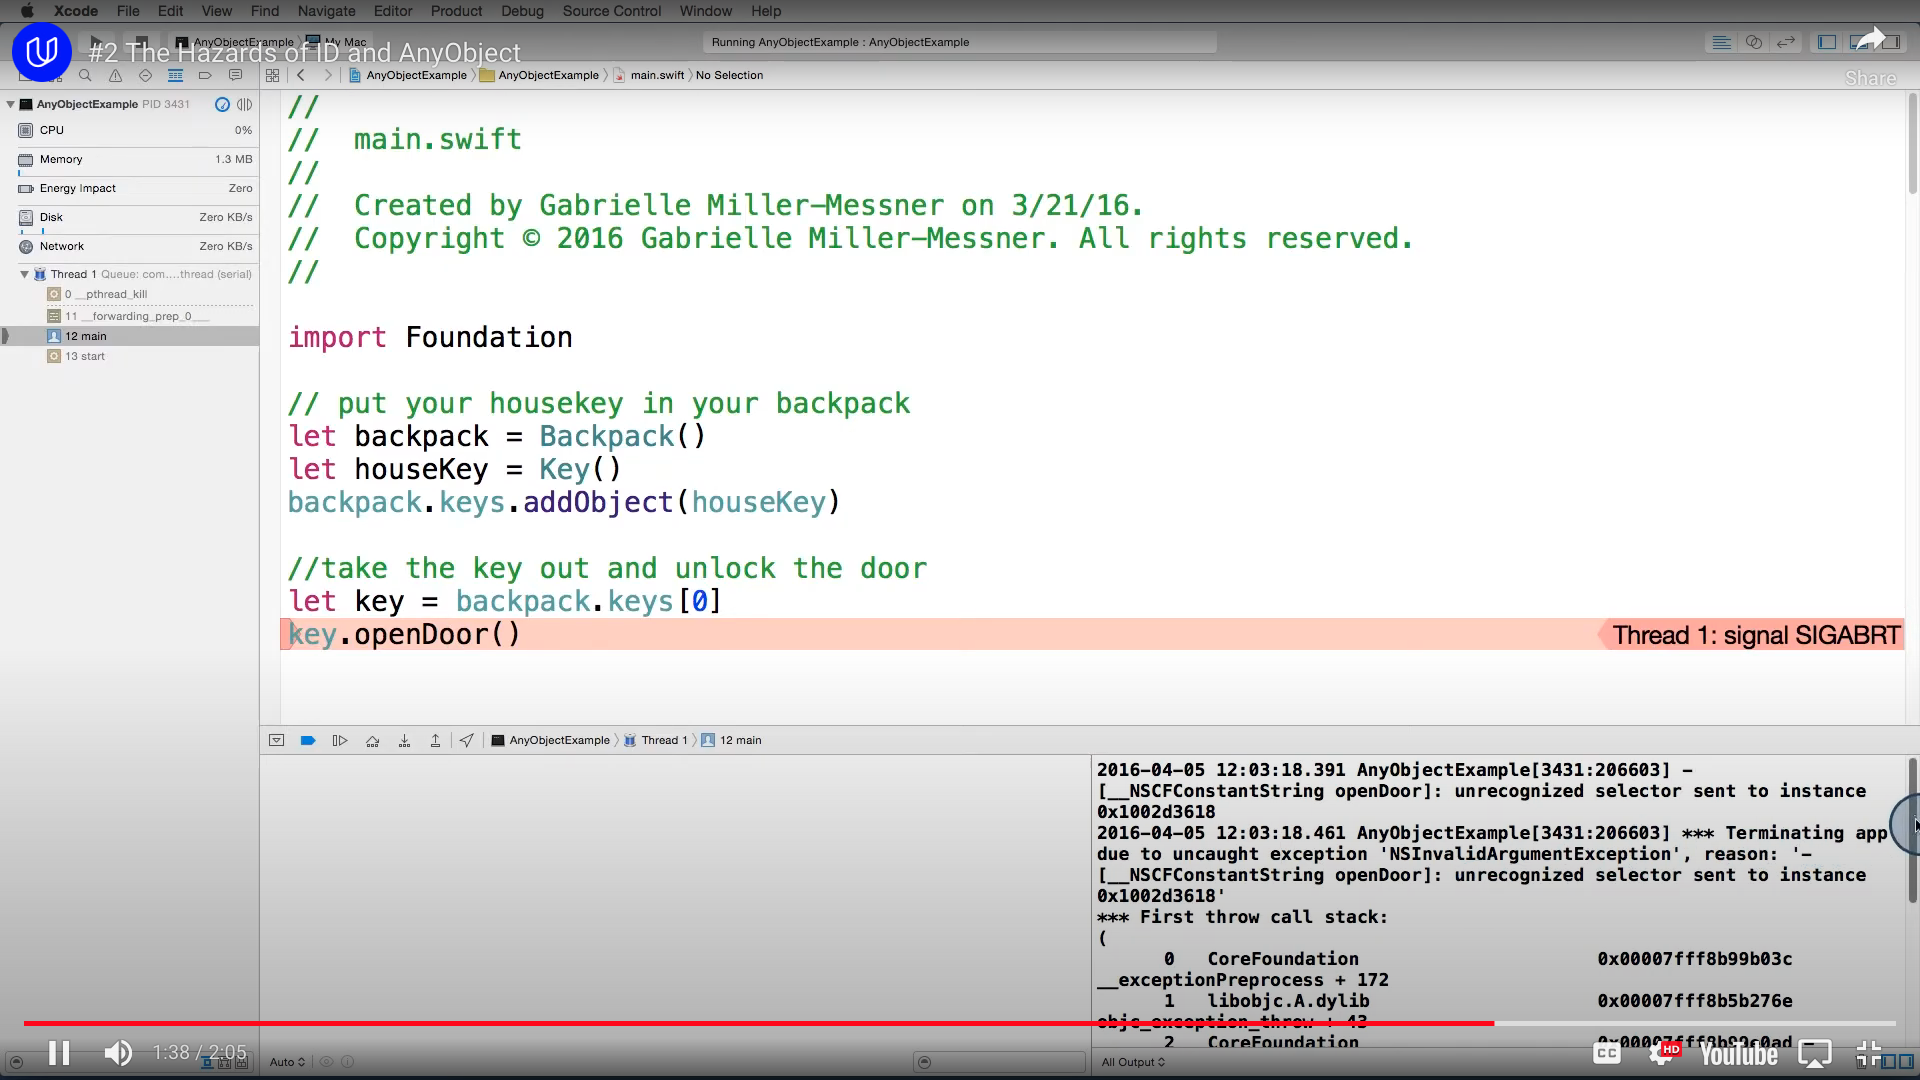 Xcode File Edit View Find Navigate Editor Product Debug Source Control Window Help
#2 The Hazards of ID and AnyObject
AnyObjectExample My Mac
Running AnyObjectExample : AnyObjectExample
Share
AnyObjectExample AnyObjectExample main.swift No Selection
AnyObjectExample PID 3431
CPU 0%
Memory 1.3 MB
Energy Impact Zero
Disk Zero KB/s
Network Zero KB/s
Thread 1 Queue: com....thread (serial)
0 __pthread_kill
11 __forwarding_prep_0___
12 main
13 start
//
// main.swift
//
// Created by Gabrielle Miller-Messner on 3/21/16.
// Copyright © 2016 Gabrielle Miller-Messner. All rights reserved.
//
import Foundation
// put your housekey in your backpack
let backpack = Backpack()
let houseKey = Key()
backpack.keys.addObject(houseKey)
//take the key out and unlock the door
let key = backpack.keys[0]
key.openDoor()
Thread 1: signal SIGABRT
AnyObjectExample Thread 1 12 main
2016-04-05 12:03:18.391 AnyObjectExample[3431:206603] -
[__NSCFConstantString openDoor]: unrecognized selector sent to instance
0x1002d3618
2016-04-05 12:03:18.461 AnyObjectExample[3431:206603] *** Terminating app
due to uncaught exception 'NSInvalidArgumentException', reason: '-
[__NSCFConstantString openDoor]: unrecognized selector sent to instance
0x1002d3618'
*** First throw call stack:
(
0 CoreFoundation 0x00007fff8b99b03c
__exceptionPreprocess + 172
1 libobjc.A.dylib 0x00007fff8b5b276e
objc_exception_throw + 43
2 CoreFoundation
1:38 / 2:05
Auto
All Output
CC
HD
YouTube